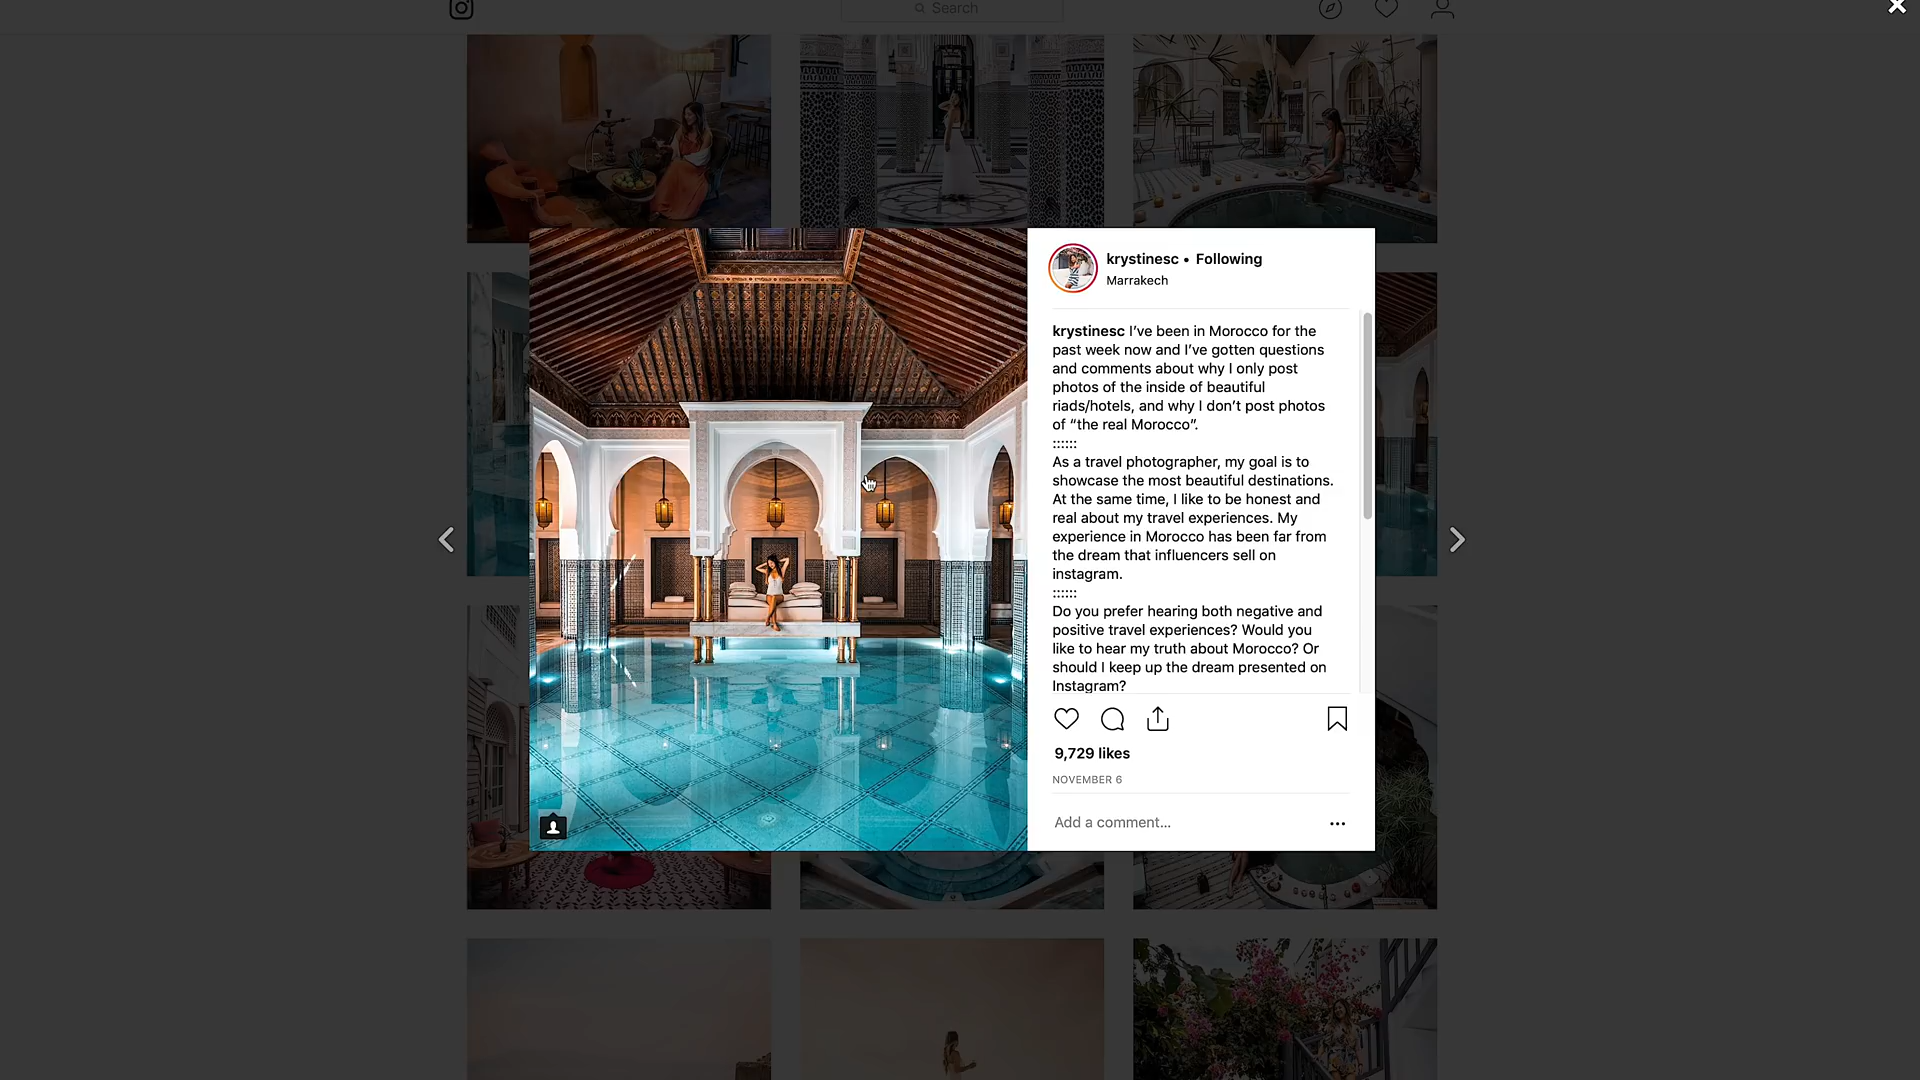 Search
krystinesc • Following
Marrakech
krystinesc I’ve been in Morocco for the
past week now and I’ve gotten questions
and comments about why I only post
photos of the inside of beautiful
riads/hotels, and why I don’t post photos
of “the real Morocco”.
::::::
As a travel photographer, my goal is to
showcase the most beautiful destinations.
At the same time, I like to be honest and
real about my travel experiences. My
experience in Morocco has been far from
the dream that influencers sell on
instagram.
::::::
Do you prefer hearing both negative and
positive travel experiences? Would you
like to hear my truth about Morocco? Or
should I keep up the dream presented on
Instagram?
9,729 likes
NOVEMBER 6
Add a comment...